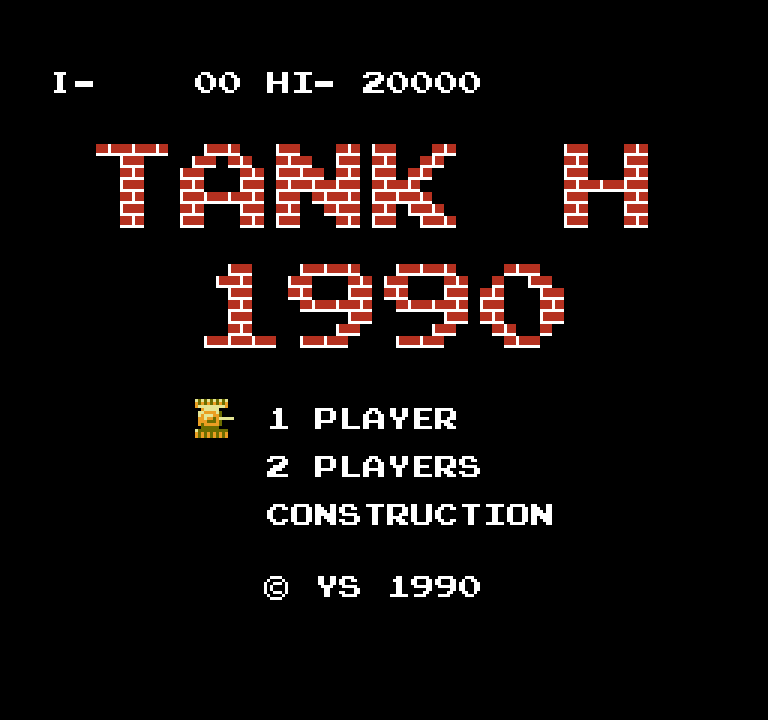 I- 00 HI- 20000
TANK H
1990
1 PLAYER
2 PLAYERS
CONSTRUCTION
© YS 1990